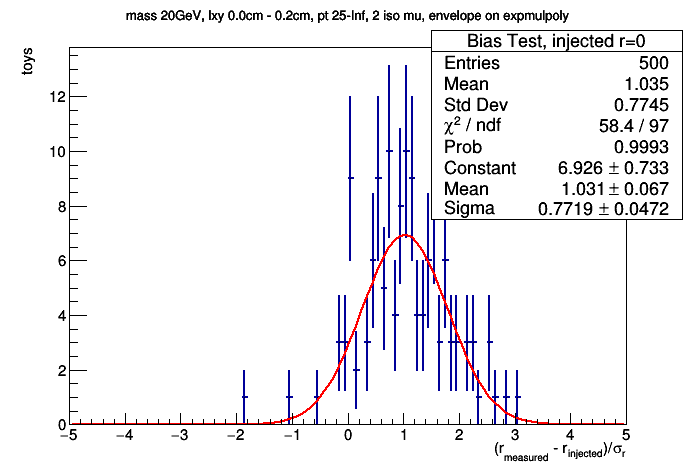 mass 20GeV, lxy 0.0cm - 0.2cm, pt 25-Inf, 2 iso mu, envelope on expmulpoly
toys
Bias Test, injected r=0
Entries 500
Mean 1.035
Std Dev 0.7745
χ² / ndf 58.4 / 97
Prob 0.9993
Constant 6.926 ± 0.733
Mean 1.031 ± 0.067
Sigma 0.7719 ± 0.0472
12
10
8
6
4
2
0
−5 −4 −3 −2 −1 0 1 2 3 4 5
(r_measured - r_injected)/σ_r